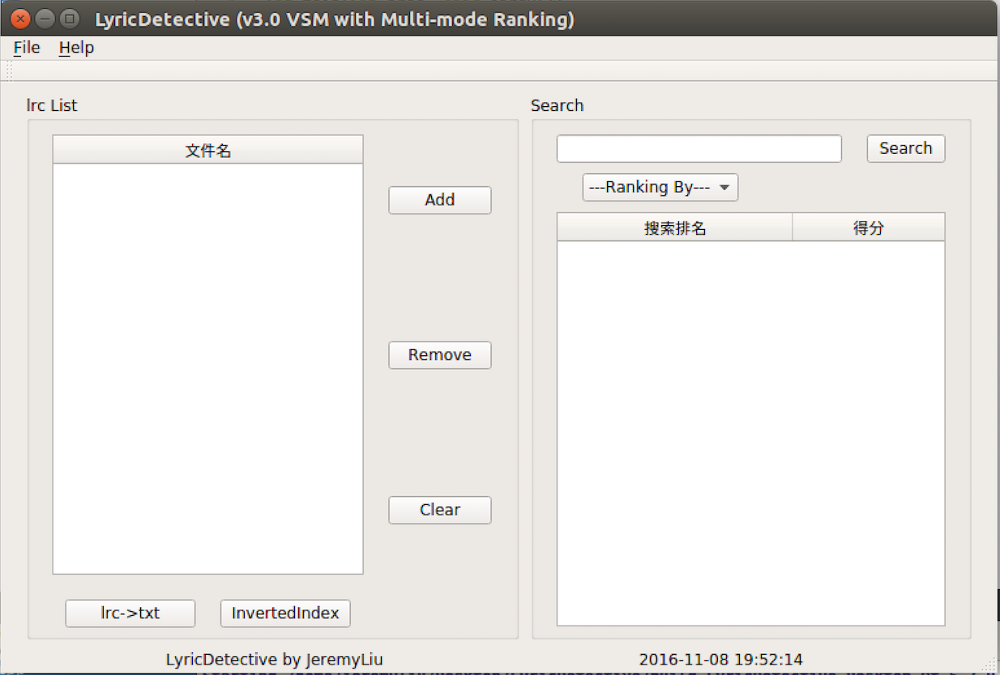 LyricDetective (v3.0 VSM with Multi-mode Ranking)
File Help
lrc List
文件名
Add
Remove
Clear
lrc->txt InvertedIndex
Search
Search
---Ranking By---
搜索排名 得分
LyricDetective by JeremyLiu 2016-11-08 19:52:14